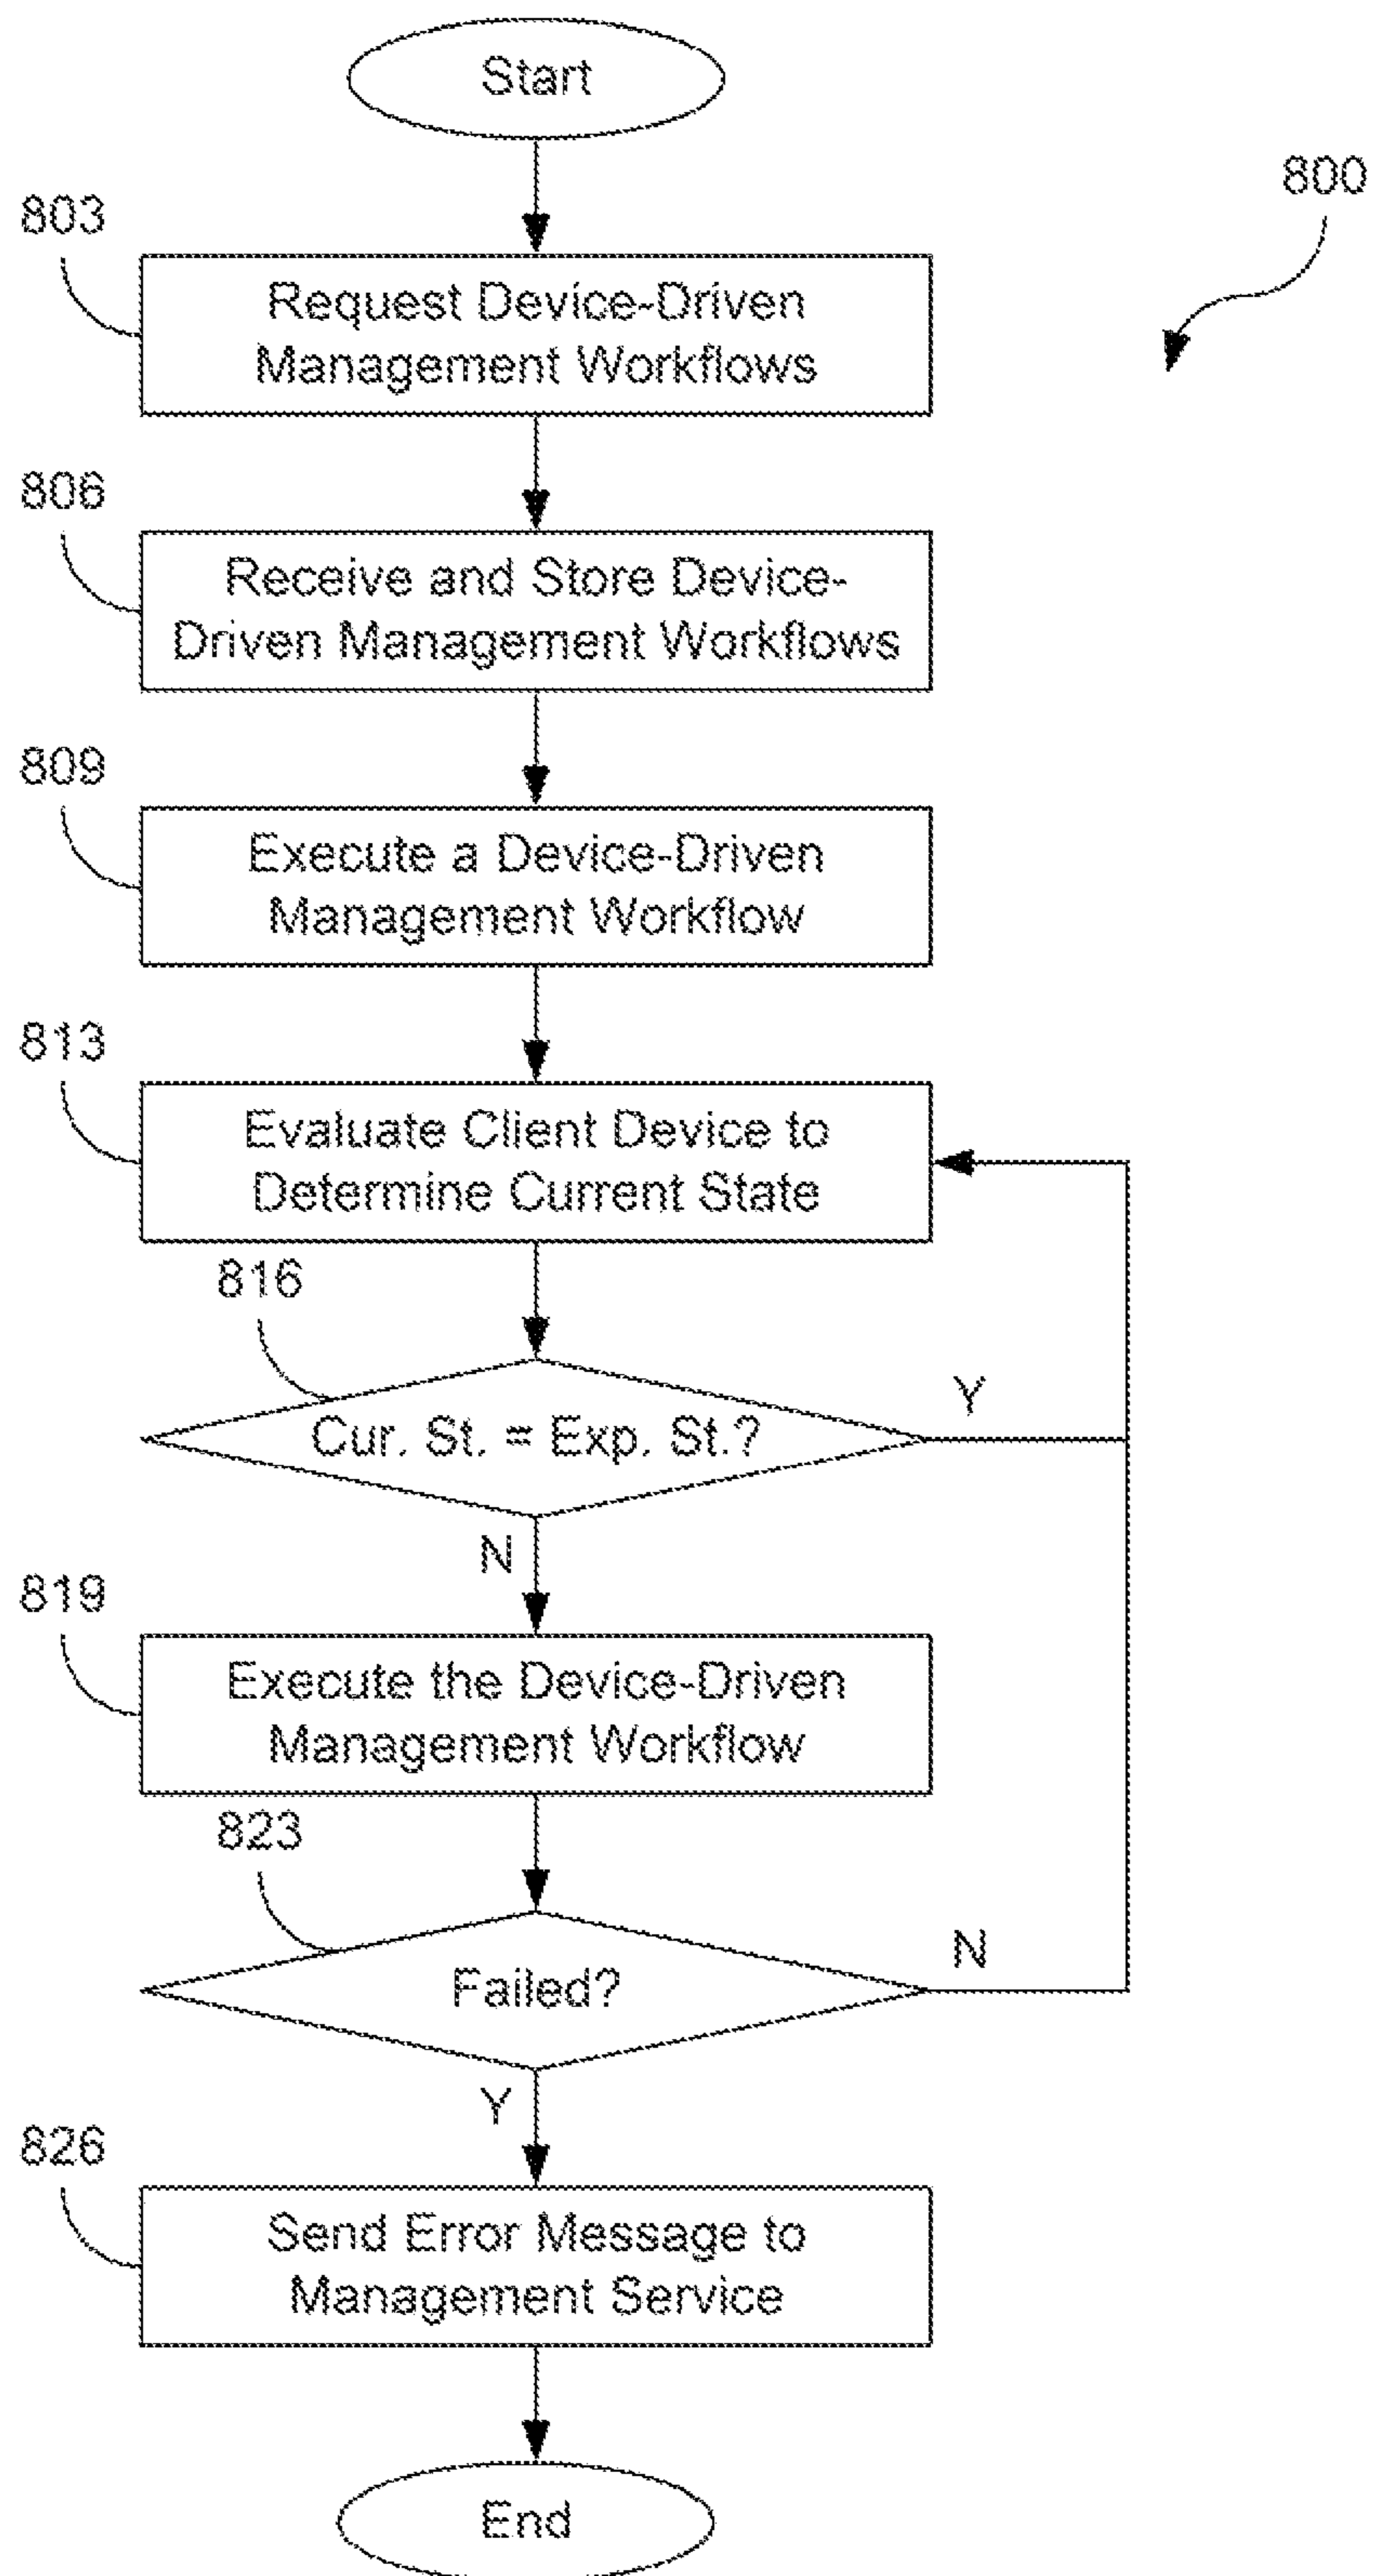 Start
800
803
Request Device-Driven
Management Workflows
806
Receive and Store Device-
Driven Management Workflows
809
Execute a Device-Driven
Management Workflow
813
Evaluate Client Device to
Determine Current State
816
Cur. St. = Exp. St.?
Y
N
819
Execute the Device-Driven
Management Workflow
823
Failed?
N
Y
826
Send Error Message to
Management Service
End